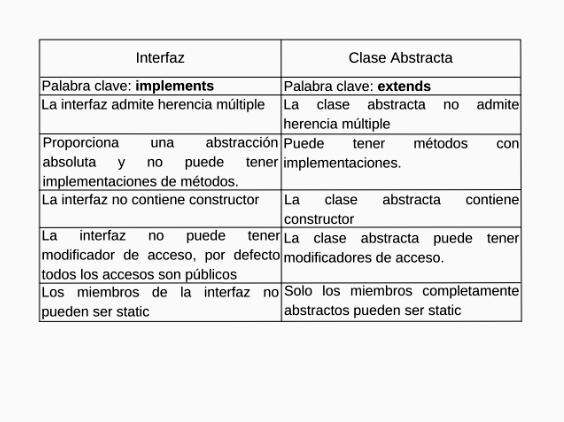 Interfaz
Clase Abstracta
Palabra clave: implements
Palabra clave: extends
La interfaz admite herencia múltiple
La clase abstracta no admite
herencia múltiple
Proporciona una abstracción
absoluta y no puede tener
implementaciones de métodos.
Puede tener métodos con
implementaciones.
La interfaz no contiene constructor
La clase abstracta contiene
constructor
La interfaz no puede tener
modificador de acceso, por defecto
todos los accesos son públicos
La clase abstracta puede tener
modificadores de acceso.
Los miembros de la interfaz no
pueden ser static
Solo los miembros completamente
abstractos pueden ser static